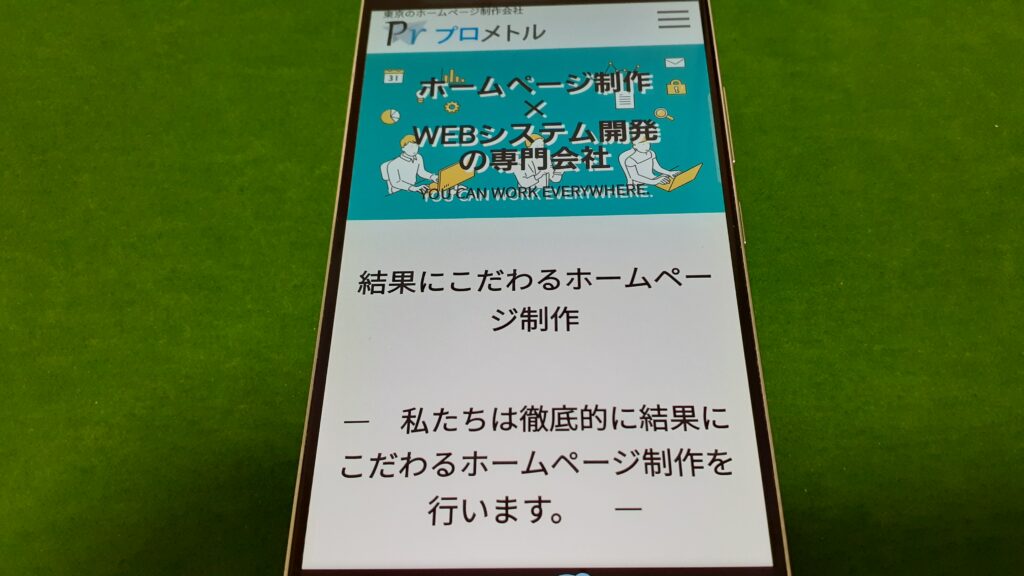 東京のホームページ制作会社
Pr プロメトル
31
ホームページ制作
×
WEBシステム開発
の専門会社
YOU CAN WORK EVERYWHERE.
結果にこだわるホームペー
ジ制作
― 私たちは徹底的に結果に
こだわるホームページ制作を
行います。 ―